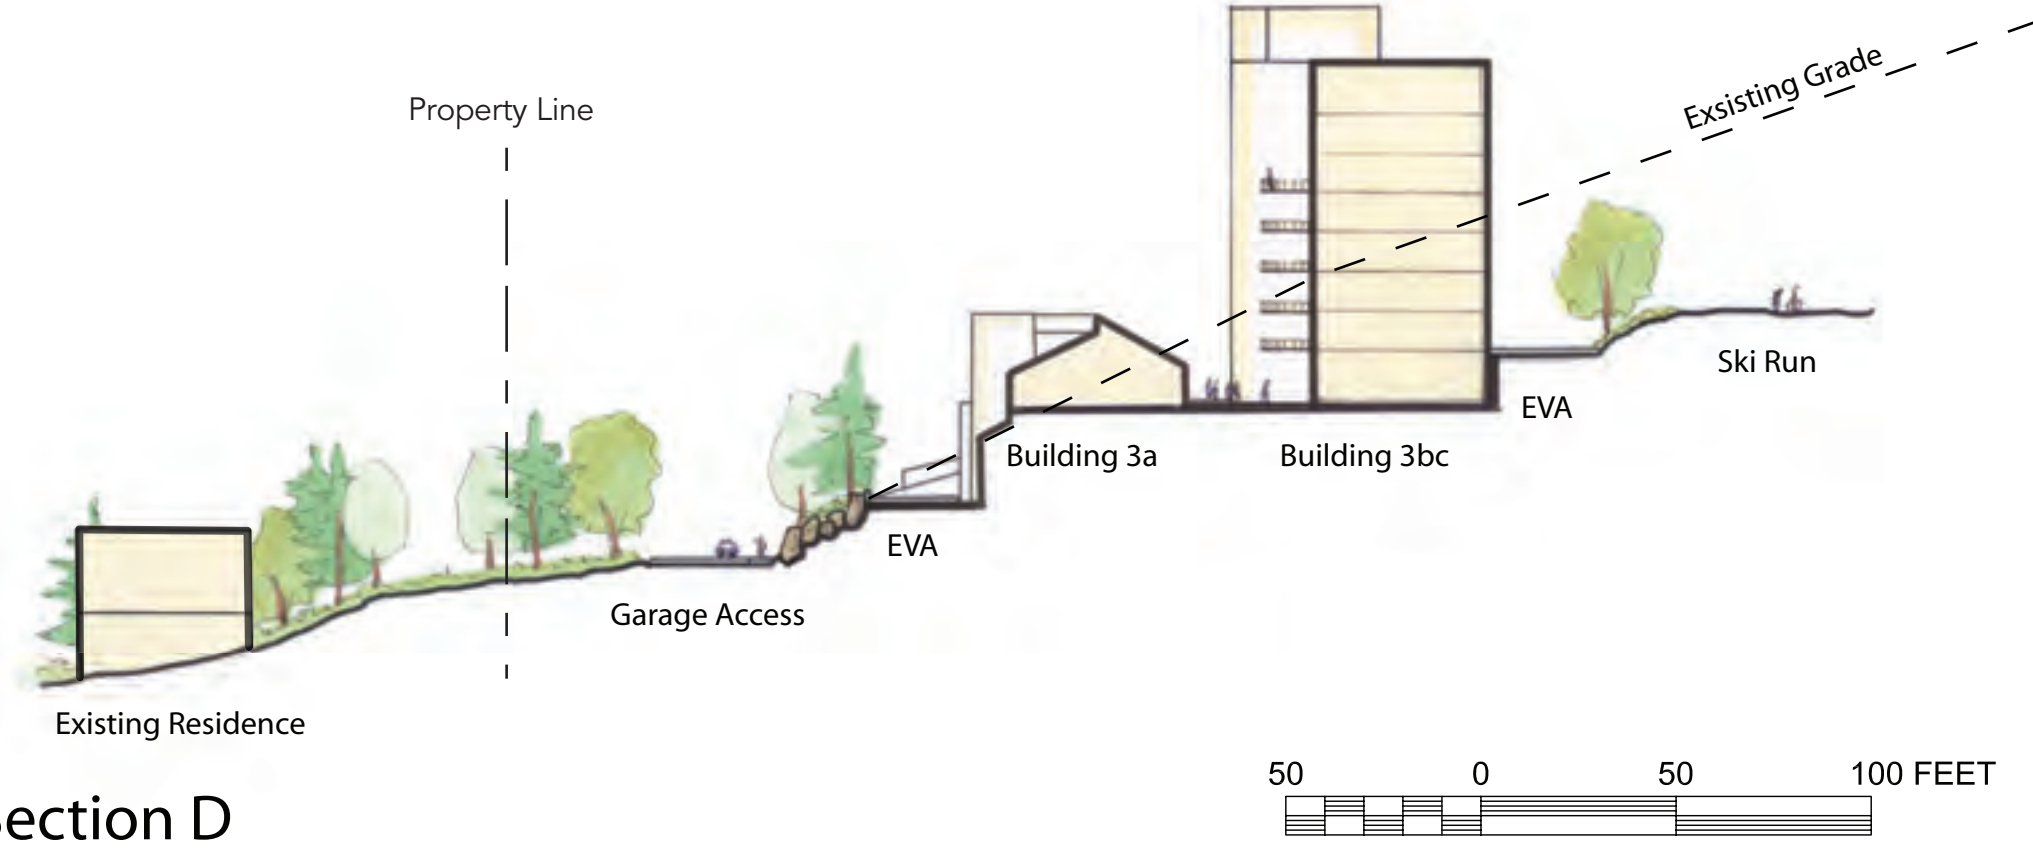 Property Line
Exsisting Grade
Ski Run
EVA
Building 3a
Building 3bc
EVA
Garage Access
Existing Residence
50 0 50 100 FEET
ection D